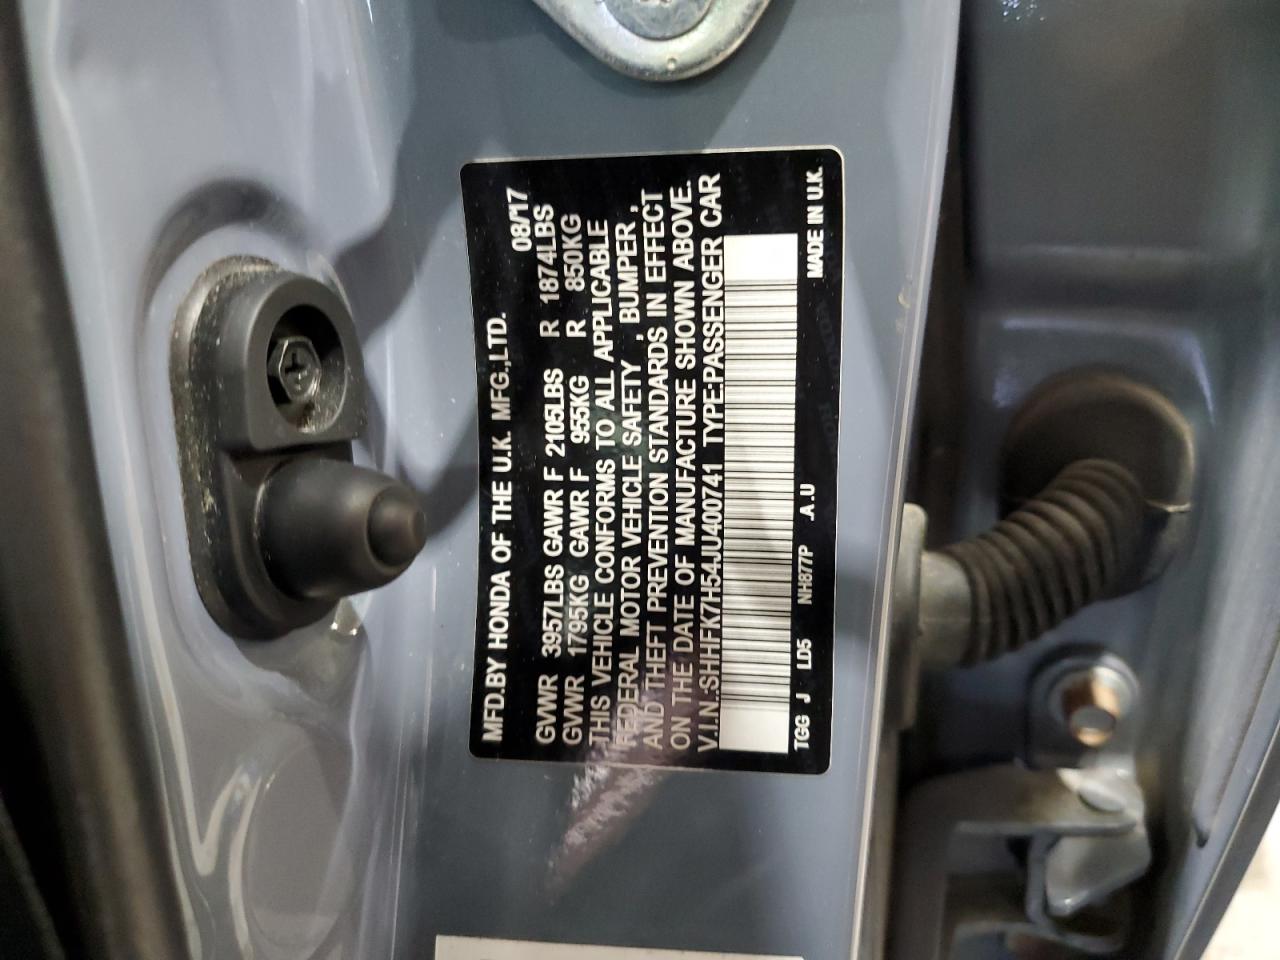 MFD.BY HONDA OF THE U.K. MFG.,LTD. 08/17
GVWR 3957LBS GAWR F 2105LBS R 1874LBS
GVWR 1795KG GAWR F 955KG R 850KG
THIS VEHICLE CONFORMS TO ALL APPLICABLE
FEDERAL MOTOR VEHICLE SAFETY , BUMPER ,
AND THEFT PREVENTION STANDARDS IN EFFECT
ON THE DATE OF MANUFACTURE SHOWN ABOVE.
V.I.N.:SHHFK7H54JU400741 TYPE:PASSENGER CAR
TGG J LD5 NH877P .A.U MADE IN U.K.